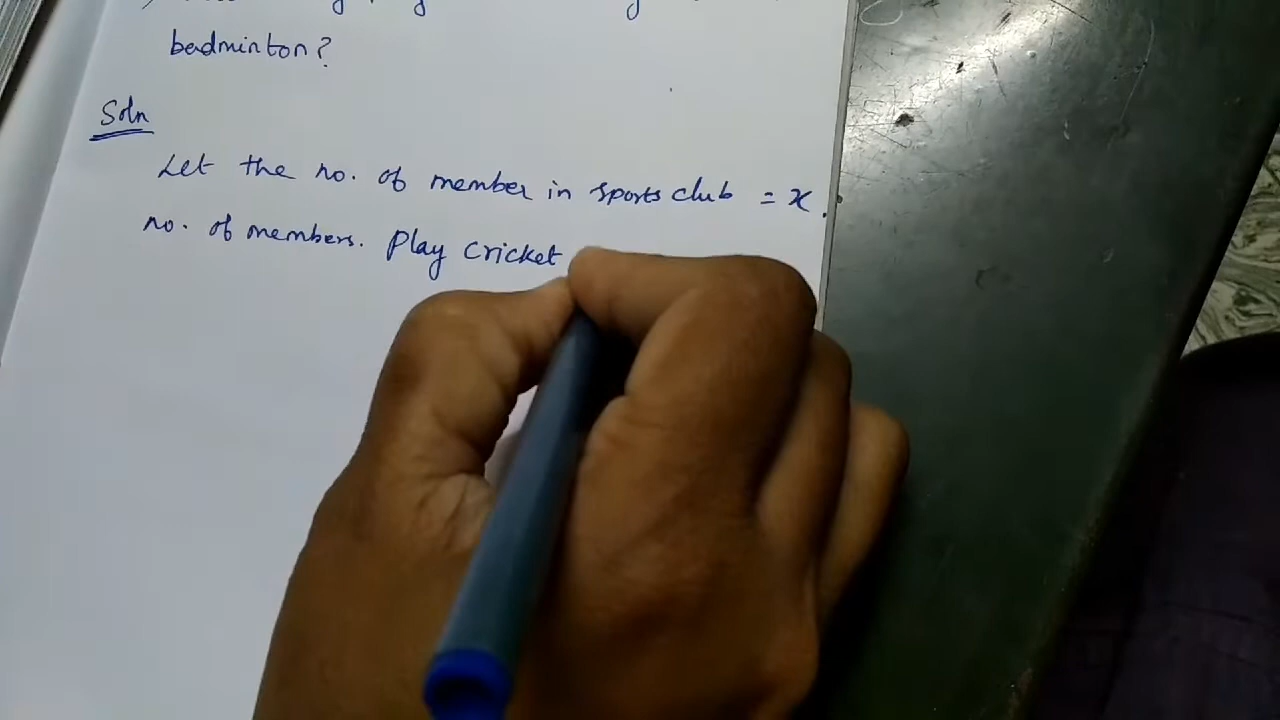 badminton?
Soln
Let the no. of member in sports club = x.
no. of members. Play cricket